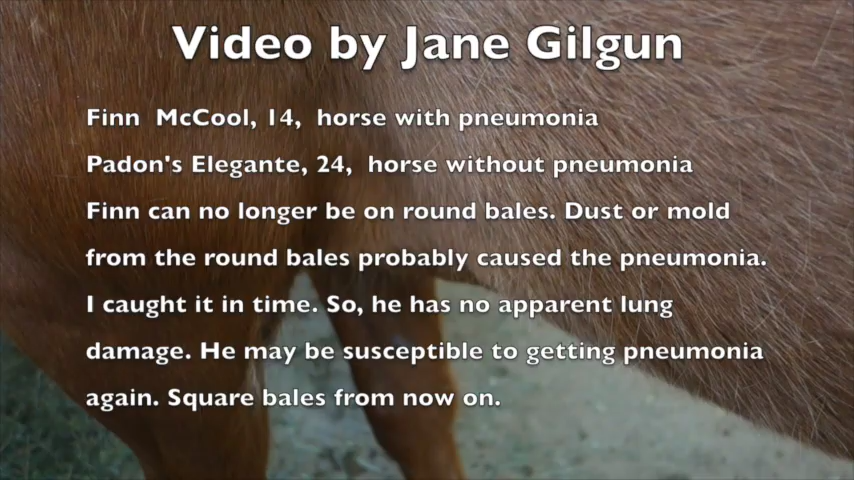 Video by Jane Gilgun
Finn McCool, 14, horse with pneumonia
Padon's Elegante, 24, horse without pneumonia
Finn can no longer be on round bales. Dust or mold
from the round bales probably caused the pneumonia.
I caught it in time. So, he has no apparent lung
damage. He may be susceptible to getting pneumonia
again. Square bales from now on.